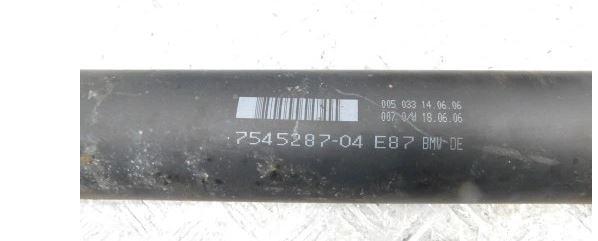 005 033 14.06.06
007 0/W 18.06.06
7545287-04 E87 BMW DE